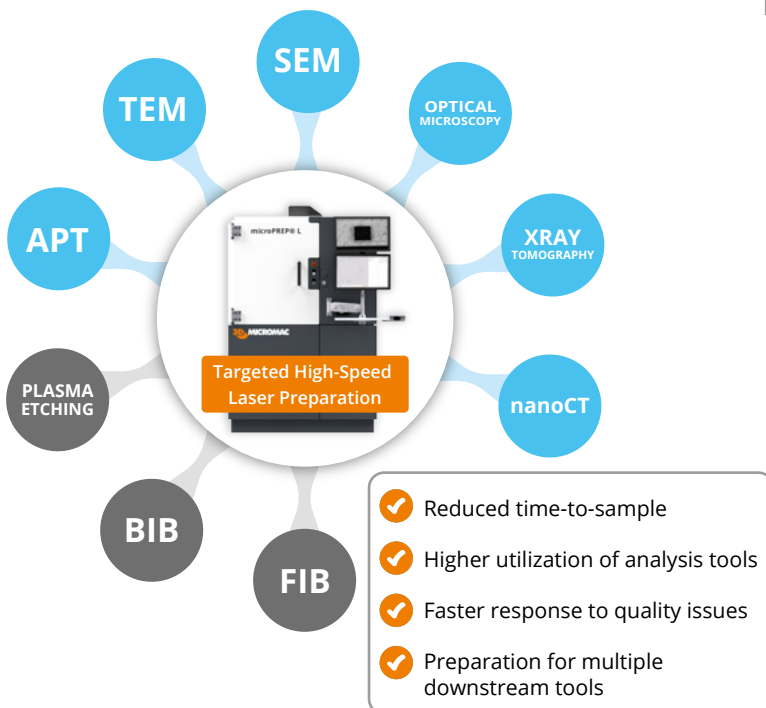 SEM
TEM
OPTICAL
MICROSCOPY
APT
XRAY
TOMOGRAPHY
microPREP® L
3D MICROMAC
Targeted High-Speed
Laser Preparation
PLASMA
ETCHING
nanoCT
BIB
FIB
Reduced time-to-sample
Higher utilization of analysis tools
Faster response to quality issues
Preparation for multiple
downstream tools